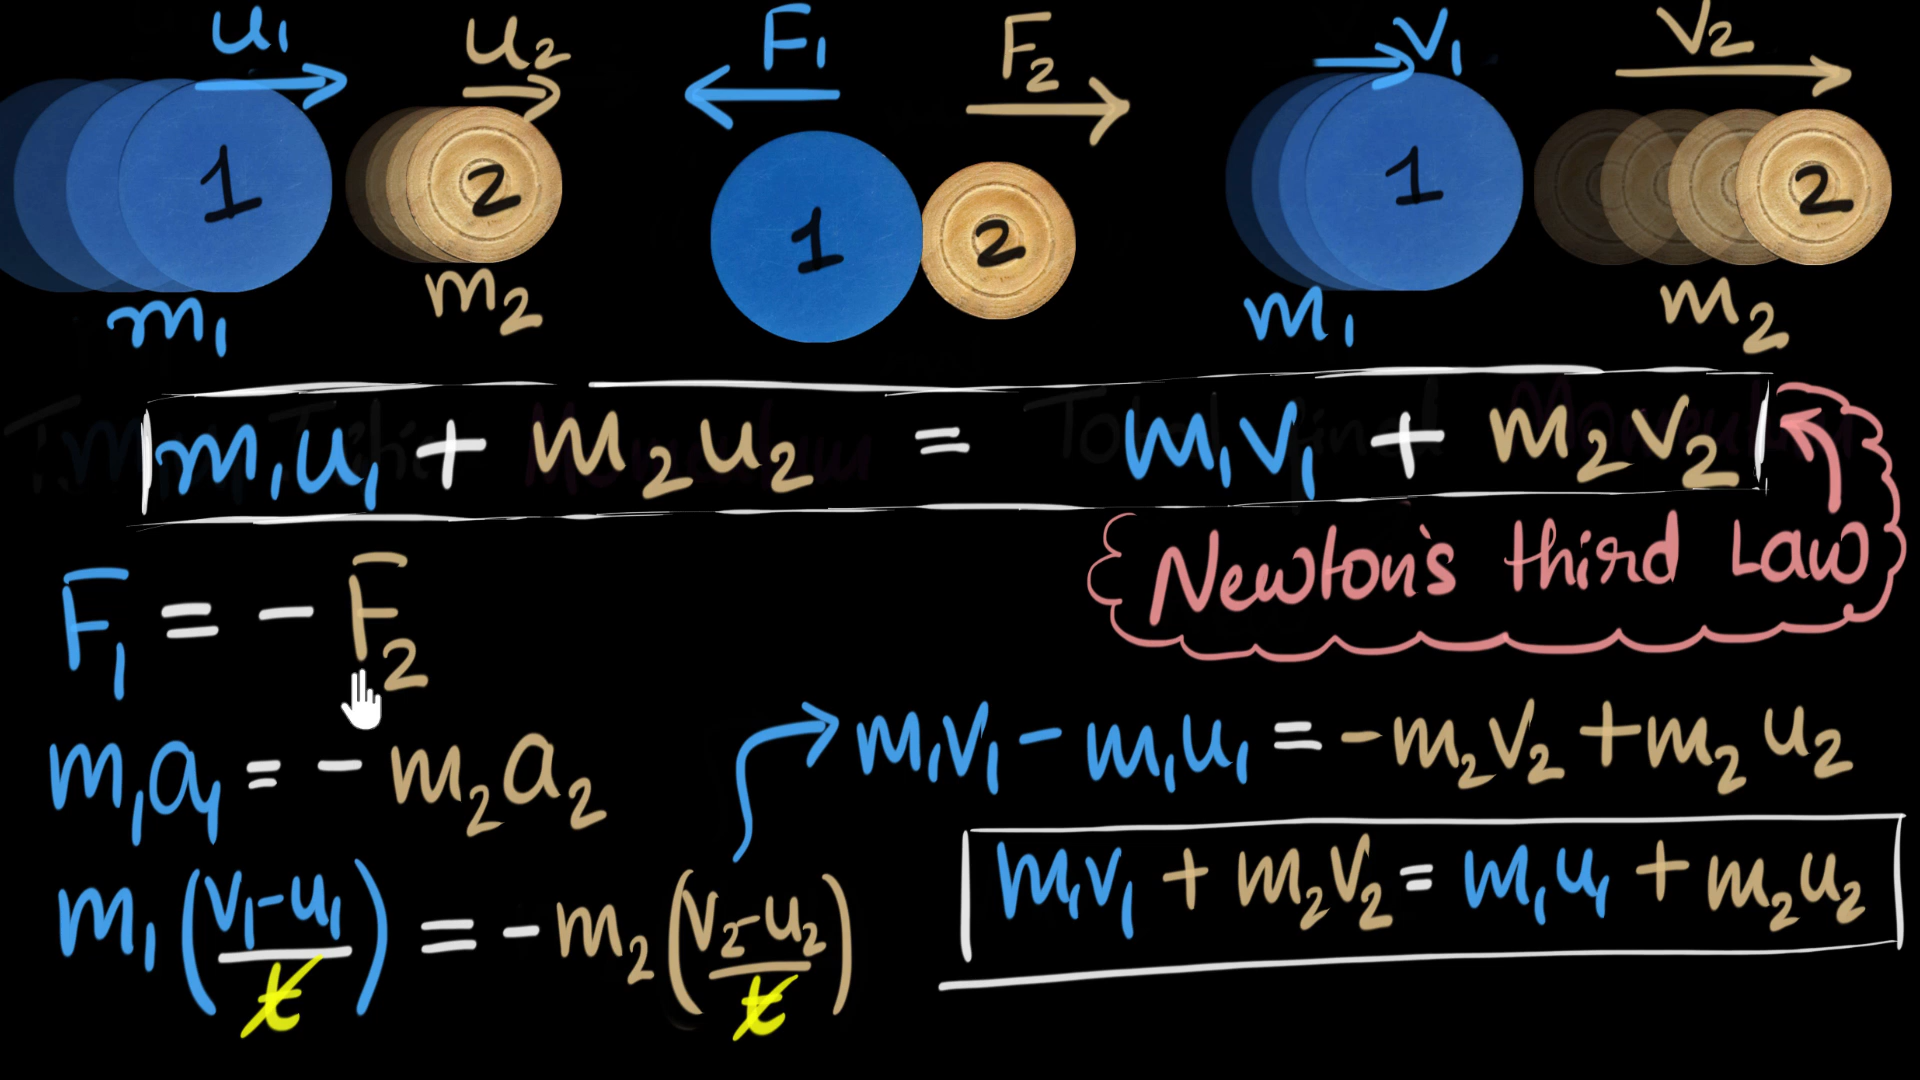 u₁ u₂ F₁ F₂ v₁ v₂
1 2 1 2 1 2
m₁ m₂ m₁ m₂
m₁u₁ + m₂u₂ = m₁v₁ + m₂v₂
Newton's third Law
F₁ = - F₂
m₁a₁ = - m₂a₂
m₁((v₁-u₁)/t) = - m₂((v₂-u₂)/t)
m₁v₁ - m₁u₁ = -m₂v₂ + m₂u₂
m₁v₁ + m₂v₂ = m₁u₁ + m₂u₂